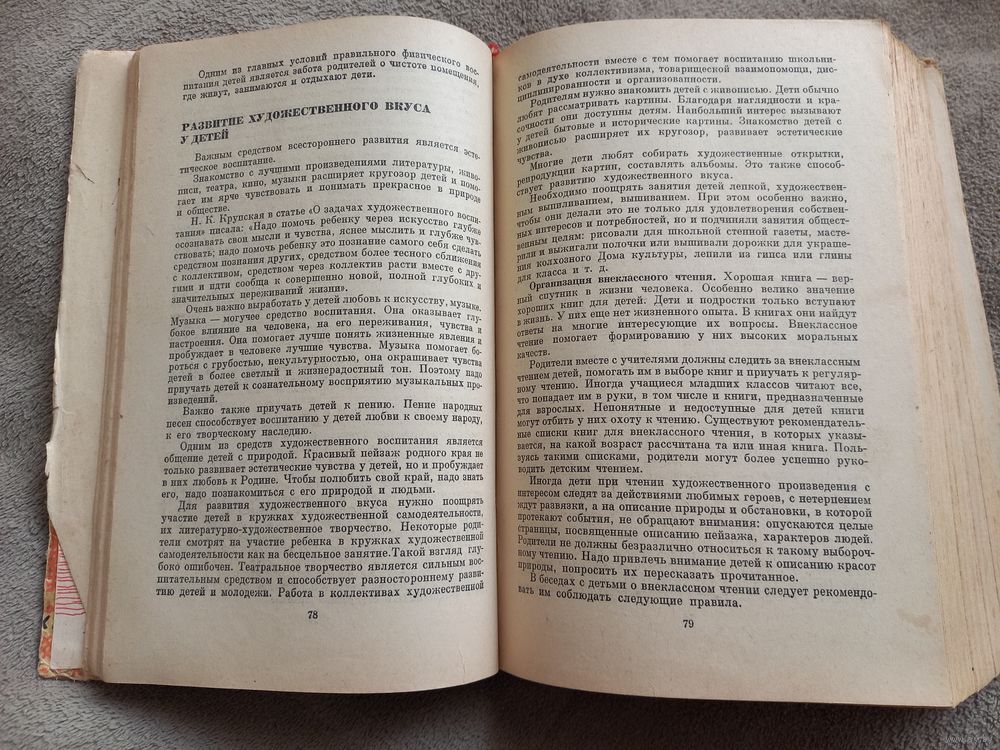 Одним из главных условий правильного физического вос-
питания детей является забота родителей о чистоте помещения,
где живут, занимаются и отдыхают дети.
РАЗВИТИЕ ХУДОЖЕСТВЕННОГО ВКУСА
У ДЕТЕЙ
Важным средством всестороннего развития является эсте-
тическое воспитание.
Знакомство с лучшими произведениями литературы, живо-
писи, театра, кино, музыки расширяет кругозор детей и помо-
гает им ярче чувствовать и понимать прекрасное в природе
и обществе.
Н. К. Крупская в статье «О задачах художественного воспи-
тания» писала: «Надо помочь ребенку через искусство глубже
осознавать свои мысли и чувства, яснее мыслить и глубже чув-
ствовать; надо помочь ребенку это познание самого себя сделать
средством познания других, средством более тесного сближения
с коллективом, средством через коллектив расти вместе с дру-
гими и идти сообща к совершенно новой, полной глубоких и
значительных переживаний жизни».
Очень важно выработать у детей любовь к искусству, музыке.
Музыка — могучее средство воспитания. Она оказывает глу-
бокое влияние на человека, на его переживания, чувства и
настроения. Она помогает лучше понять жизненные явления и
пробуждает в человеке лучшие чувства. Музыка помогает бо-
роться с грубостью, некультурностью, она окрашивает чувства
детей в более светлый и жизнерадостный тон. Поэтому надо
приучать детей к сознательному восприятию музыкальных про-
изведений.
Важно также приучать детей к пению. Пение народных
песен способствует воспитанию у детей любви к своему народу,
к его творческому наследию.
Одним из средств художественного воспитания является
общение детей с природой. Красивый пейзаж родного края не
только развивает эстетические чувства у детей, но и пробуждает
в них любовь к Родине. Чтобы полюбить свой край, надо знать
его, надо познакомиться с его природой и людьми.
Для развития художественного вкуса нужно поощрять
участие детей в кружках художественной самодеятельности,
их литературно-художественное творчество. Некоторые роди-
тели смотрят на участие ребенка в кружках художественной
самодеятельности как на бесцельное занятие.Такой взгляд глу-
боко ошибочен. Театральное творчество является сильным вос-
питательным средством и способствует разностороннему разви-
тию детей и молодежи. Работа в коллективах художественной
78
самодеятельности вместе с тем помогает воспитанию школьни-
ков в духе коллективизма, товарищеской взаимопомощи, дис-
циплинированности и организованности.
Родителям нужно знакомить детей с живописью. Дети обычно
любят рассматривать картины. Благодаря наглядности и кра-
сочности они доступны детям. Наибольший интерес вызывают
у детей бытовые и исторические картины. Знакомство детей с
живописью расширяет их кругозор, развивает эстетические
чувства.
Многие дети любят собирать художественные открытки,
репродукции картин, составлять альбомы. Это также способ-
ствует развитию художественного вкуса.
Необходимо поощрять занятия детей лепкой, художествен-
ным выпиливанием, вышиванием. При этом особенно важно,
чтобы они делали это не только для удовлетворения собствен-
ных интересов и потребностей, но и подчиняли занятия общест-
венным целям: рисовали для школьной стенной газеты, масте-
рили и выжигали полочки или вышивали дорожки для украше-
ния колхозного Дома культуры, лепили из гипса или глины
для класса и т. д.
Организация внеклассного чтения. Хорошая книга — вер-
ный спутник в жизни человека. Особенно велико значение
хороших книг для детей. Дети и подростки только вступают
в жизнь. У них еще нет жизненного опыта. В книгах они найдут
ответы на многие интересующие их вопросы. Внеклассное
чтение помогает формированию у них высоких моральных
качеств.
Родители вместе с учителями должны следить за внеклассным
чтением детей, помогать им в выборе книг и приучать к регуляр-
ному чтению. Иногда учащиеся младших классов читают все,
что попадает им в руки, в том числе и книги, предназначенные
для взрослых. Непонятные и недоступные для детей книги
могут отбить у них охоту к чтению. Существуют рекомендатель-
ные списки книг для внеклассного чтения, в которых указы-
вается, на какой возраст рассчитана та или иная книга. Поль-
зуясь такими списками, родители могут более успешно руко-
водить детским чтением.
Иногда дети при чтении художественного произведения с
интересом следят за действиями любимых героев, с нетерпением
ждут развязки, а на описание природы и обстановки, в которой
протекают события, не обращают внимания: опускаются целые
страницы, посвященные описанию пейзажа, характеров людей.
Родители не должны безразлично относиться к такому выбороч-
ному чтению. Надо привлечь внимание детей к описанию красот
природы, попросить их пересказать прочитанное.
В беседах с детьми о внеклассном чтении следует рекомендо-
вать им соблюдать следующие правила.
79